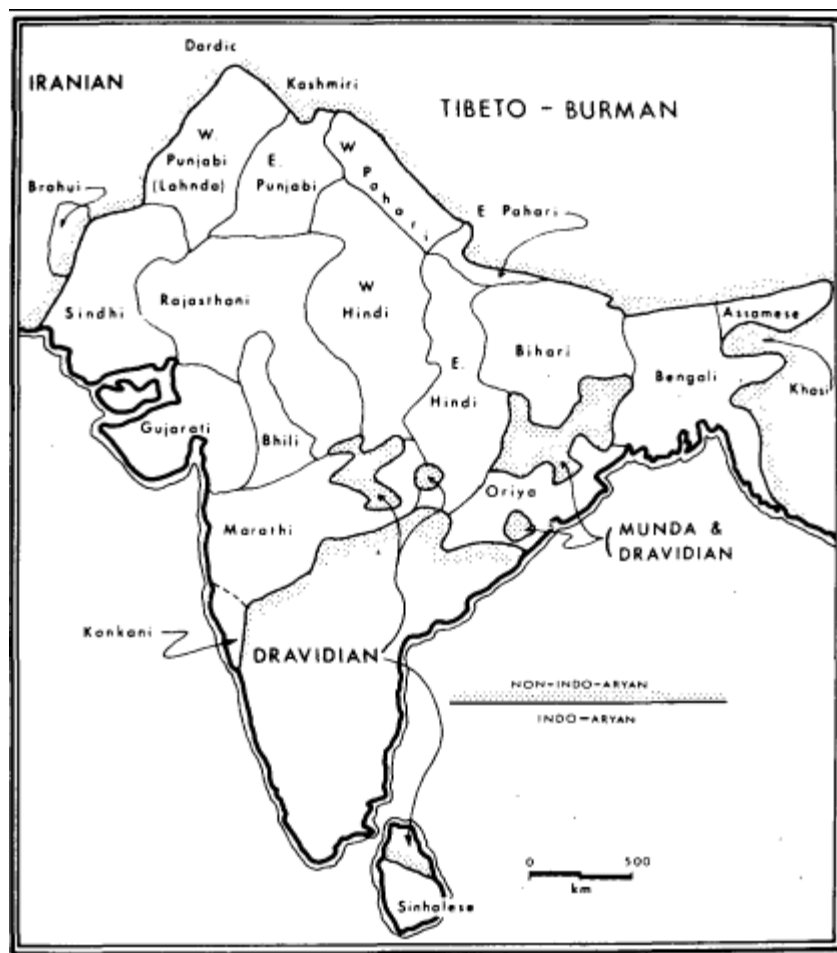 Dardic
IRANIAN
Kashmiri
TIBETO - BURMAN
W.
Punjabi
(Lahnda)
E.
Punjabi
W Pahari
Brahui
E Pahari
Sindhi
Rajasthani
W
Hindi
Assamese
Bihari
E.
Hindi
Bengali
Khasi
Gujarati
Bhili
Oriya
Marathi
MUNDA &
DRAVIDIAN
Konkani
DRAVIDIAN
NON-INDO-ARYAN
INDO-ARYAN
0 500
km
Sinhalese